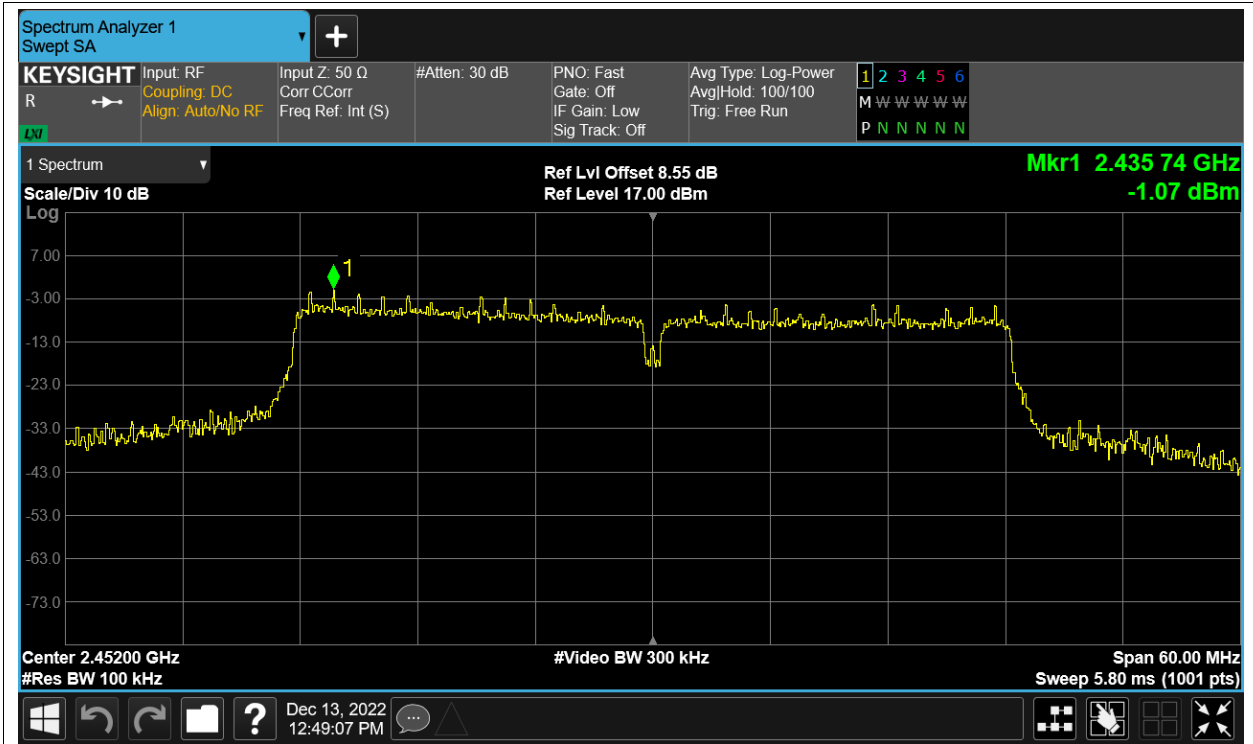 Spectrum Analyzer 1
Swept SA
KEYSIGHT
R
LXI
Input: RF
Coupling: DC
Align: Auto/No RF
Input Z: 50 Ω
Corr CCorr
Freq Ref: Int (S)
#Atten: 30 dB
PNO: Fast
Gate: Off
IF Gain: Low
Sig Track: Off
Avg Type: Log-Power
Avg|Hold: 100/100
Trig: Free Run
1 2 3 4 5 6
M W W W W W
P N N N N N
1 Spectrum
Scale/Div 10 dB
Log
Ref Lvl Offset 8.55 dB
Ref Level 17.00 dBm
Mkr1 2.435 74 GHz
-1.07 dBm
7.00
1
-3.00
-13.0
-23.0
-33.0
-43.0
-53.0
-63.0
-73.0
Center 2.45200 GHz
#Res BW 100 kHz
#Video BW 300 kHz
Span 60.00 MHz
Sweep 5.80 ms (1001 pts)
?
Dec 13, 2022
12:49:07 PM